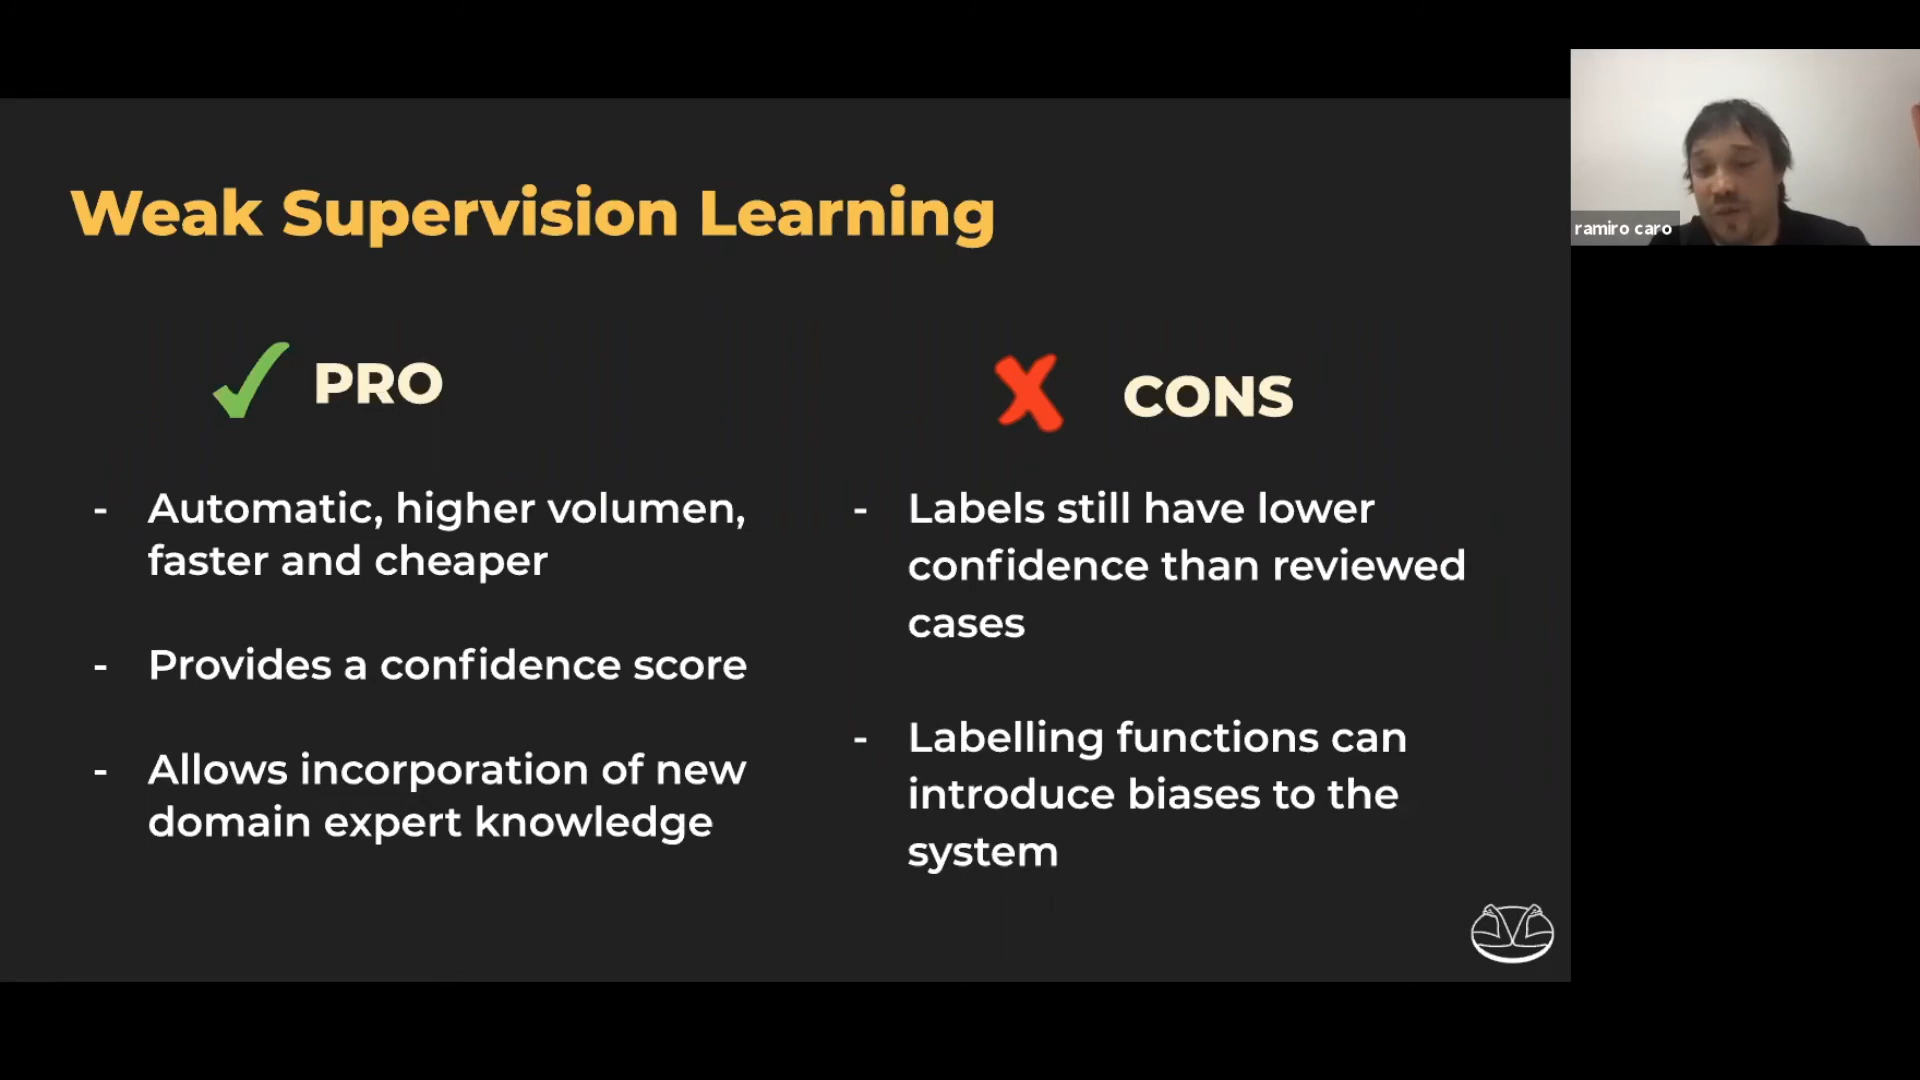 Weak Supervision Learning
PRO
- Automatic, higher volumen,
faster and cheaper
- Provides a confidence score
- Allows incorporation of new
domain expert knowledge
CONS
- Labels still have lower
confidence than reviewed
cases
- Labelling functions can
introduce biases to the
system
ramiro caro